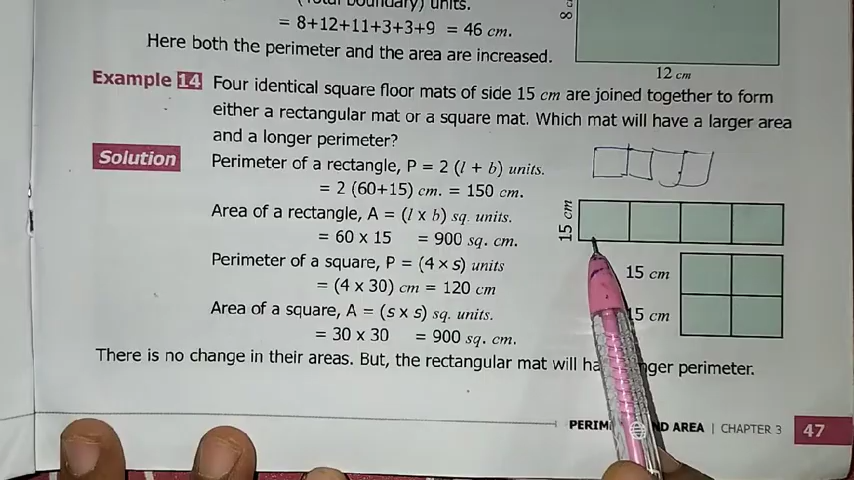 (Total boundary) units.
= 8+12+11+3+3+9 = 46 cm.
8 c
Here both the perimeter and the area are increased.
12 cm
Example 14 Four identical square floor mats of side 15 cm are joined together to form
either a rectangular mat or a square mat. Which mat will have a larger area
and a longer perimeter?
Solution
Perimeter of a rectangle, P = 2 (l + b) units.
= 2 (60+15) cm. = 150 cm.
Area of a rectangle, A = (l x b) sq. units.
= 60 x 15 = 900 sq. cm.
15 cm
Perimeter of a square, P = (4 x s) units
= (4 x 30) cm = 120 cm
15 cm
Area of a square, A = (s x s) sq. units.
15 cm
= 30 x 30 = 900 sq. cm.
There is no change in their areas. But, the rectangular mat will ha nger perimeter.
PERIM ND AREA | CHAPTER 3 47